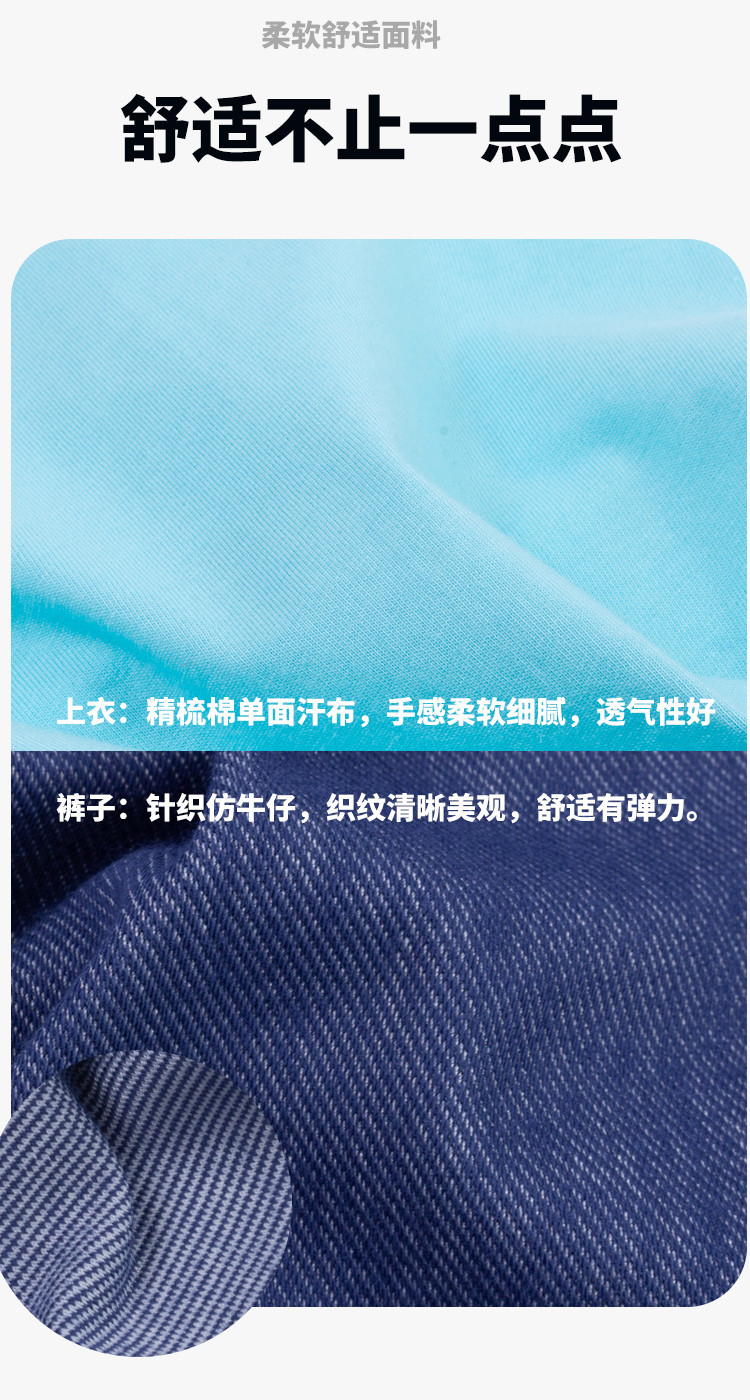 柔软舒适面料
舒适不止一点点
上衣：精梳棉单面汗布，手感柔软细腻，透气性好
裤子：针织仿牛仔，织纹清晰美观，舒适有弹力。